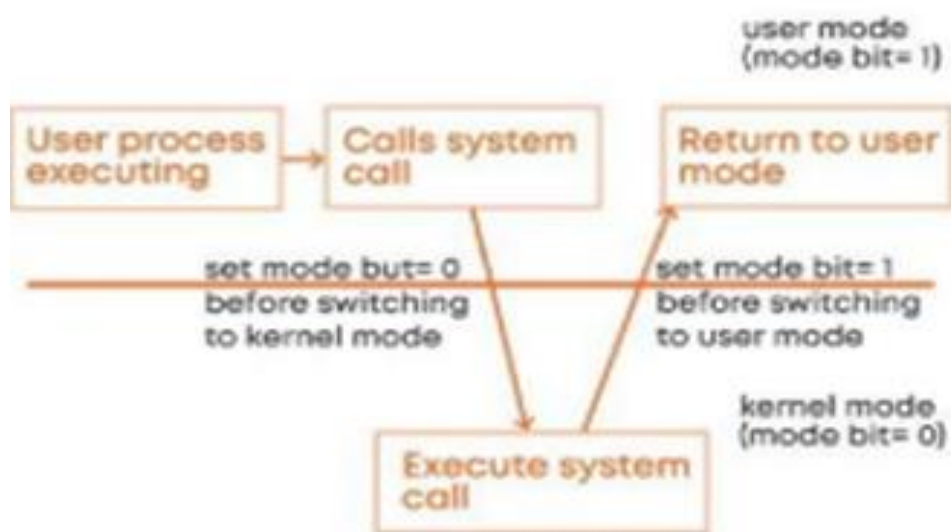 user mode
(mode bit= 1)
User process
executing
Calls system
call
Return to user
mode
set mode but= 0
before switching
to kernel mode
set mode bit= 1
before switching
to user mode
kernel mode
(mode bit= 0)
Execute system
call